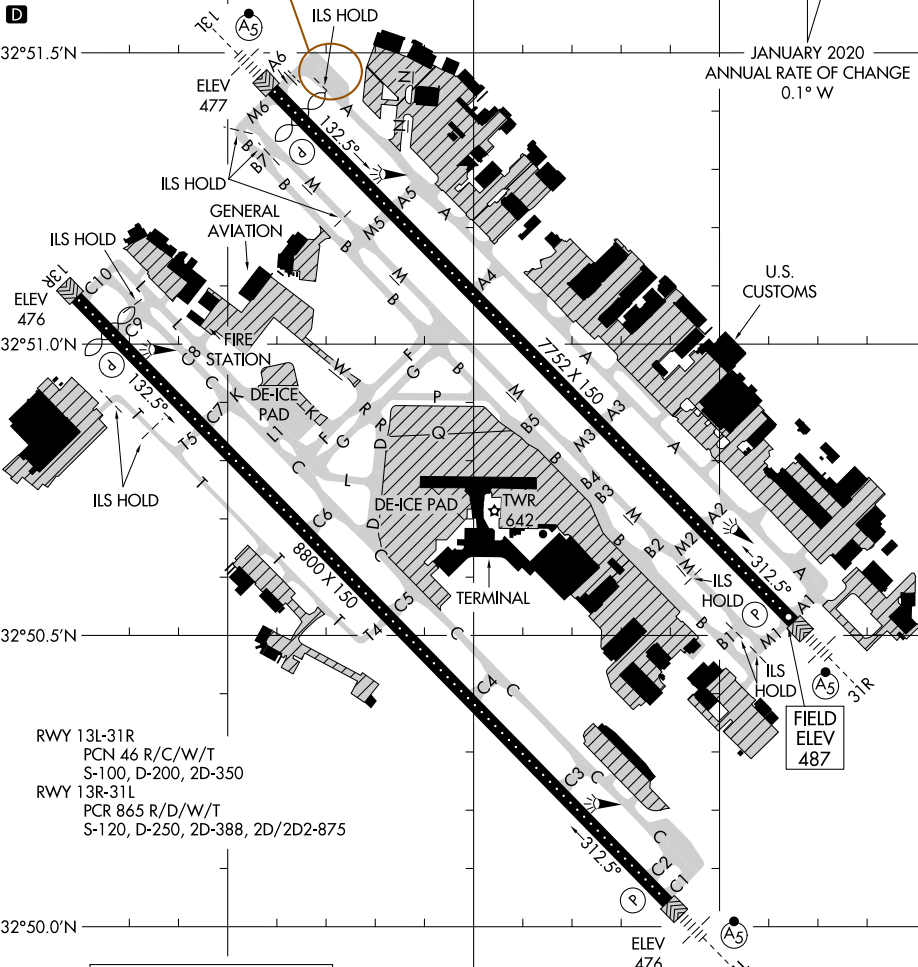 D
13L
A5
ILS HOLD
32°51.5'N
JANUARY 2020
ANNUAL RATE OF CHANGE
0.1° W
ELEV
477
A6
M6
A
N
N
132.5°
P
B
B7
B
M
ILS HOLD
A5
A
M5
B
GENERAL
AVIATION
ILS HOLD
M
B
A4
U.S.
CUSTOMS
13R
C10
L
ELEV
476
C9
L
FIRE
STATION
32°51.0'N
P
132.5°
C8
C
W
F
G
B
7752 X 150
A
K
DE-ICE
PAD
C7
K
L1
F
G
R
R
P
M
A3
T
T5
D
Q
B5
M3
A
C
B
ILS HOLD
T
L
DE-ICE PAD
TWR
642
B4
B3
A2
C6
D
M
T
C
B
B2
M2
312.5°
A
8800 X 150
M
ILS
HOLD
TERMINAL
C5
P
A1
32°50.5'N
T4
C
B
B1
M1
ILS
HOLD
A5
31R
C4
C
FIELD
ELEV
487
RWY 13L-31R
PCN 46 R/C/W/T
S-100, D-200, 2D-350
RWY 13R-31L
PCR 865 R/D/W/T
S-120, D-250, 2D-388, 2D/2D2-875
C3
C
C
312.5°
C2
C1
P
32°50.0'N
A5
ELEV
476